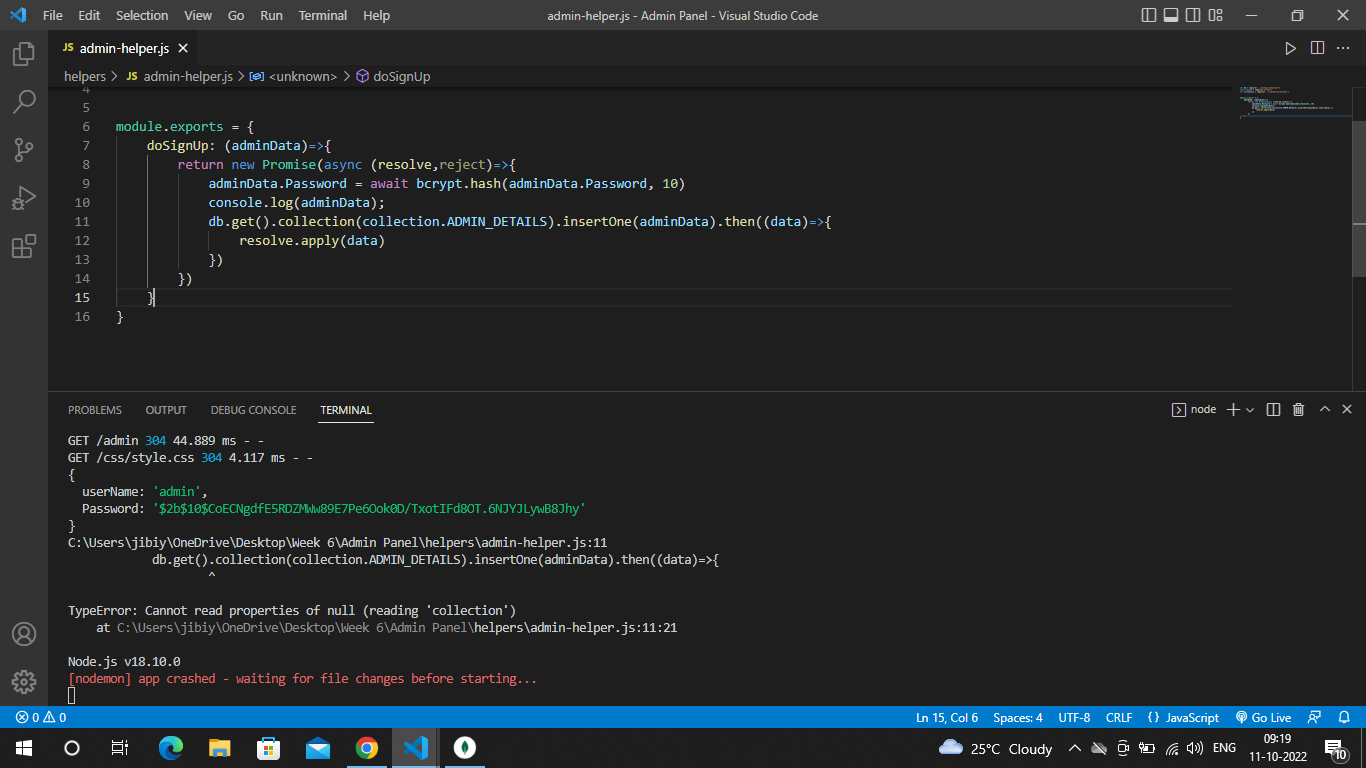 File Edit Selection View Go Run Terminal Help admin-helper.js - Admin Panel - Visual Studio Code
JS admin-helper.js
helpers > JS admin-helper.js > <unknown> > doSignUp
4
5
6 module.exports = {
7 doSignUp: (adminData)=>{
8 return new Promise(async (resolve,reject)=>{
9 adminData.Password = await bcrypt.hash(adminData.Password, 10)
10 console.log(adminData);
11 db.get().collection(collection.ADMIN_DETAILS).insertOne(adminData).then((data)=>{
12 resolve.apply(data)
13 })
14 })
15 }
16 }
PROBLEMS OUTPUT DEBUG CONSOLE TERMINAL node
GET /admin 304 44.889 ms - -
GET /css/style.css 304 4.117 ms - -
{
userName: 'admin',
Password: '$2b$10$CoECNgdfE5RDZMWw89E7Pe6Ook0D/TxotIFd8OT.6NJYJLywB8Jhy'
}
C:\Users\jibiy\OneDrive\Desktop\Week 6\Admin Panel\helpers\admin-helper.js:11
db.get().collection(collection.ADMIN_DETAILS).insertOne(adminData).then((data)=>{
^
TypeError: Cannot read properties of null (reading 'collection')
at C:\Users\jibiy\OneDrive\Desktop\Week 6\Admin Panel\helpers\admin-helper.js:11:21
Node.js v18.10.0
[nodemon] app crashed - waiting for file changes before starting...
0 0 Ln 15, Col 6 Spaces: 4 UTF-8 CRLF {} JavaScript Go Live
25°C Cloudy ENG 09:19
11-10-2022 10